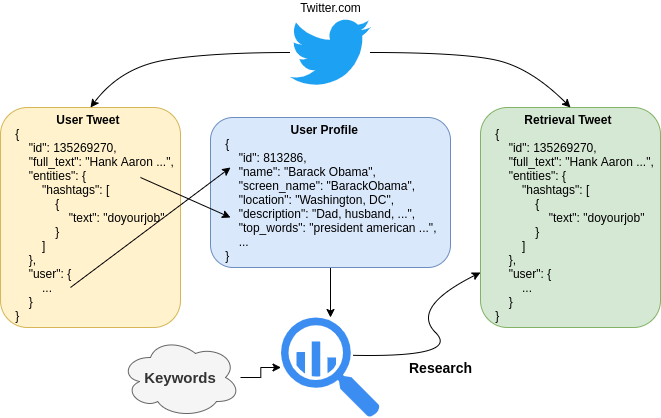 Twitter.com
User Tweet
{
"id": 135269270,
"full_text": "Hank Aaron ...",
"entities": {
"hashtags": [
{
"text": "doyourjob"
}
]
},
"user": {
...
}
}
User Profile
{
"id": 813286,
"name": "Barack Obama",
"screen_name": "BarackObama",
"location": "Washington, DC",
"description": "Dad, husband, ...",
"top_words": "president american ...",
...
}
Retrieval Tweet
{
"id": 135269270,
"full_text": "Hank Aaron ...",
"entities": {
"hashtags": [
{
"text": "doyourjob"
}
]
},
"user": {
...
}
}
Keywords
Research